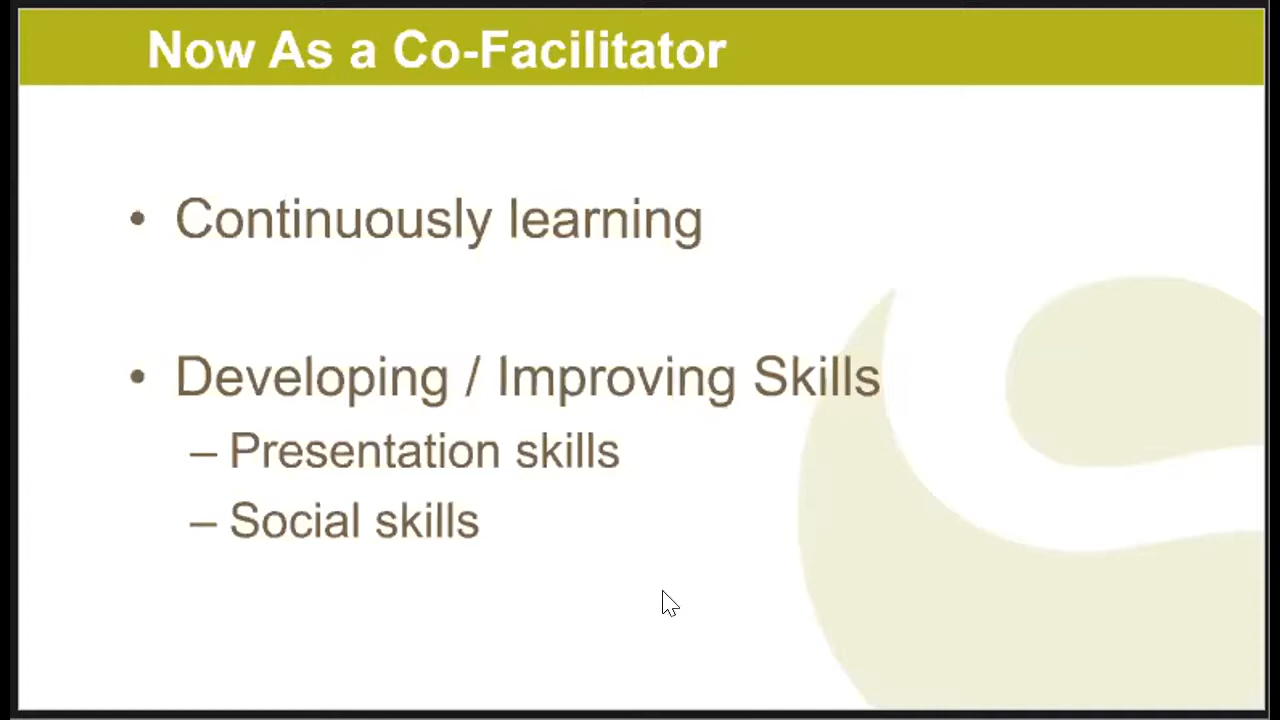 Now As a Co-Facilitator
• Continuously learning
• Developing / Improving Skills
– Presentation skills
– Social skills